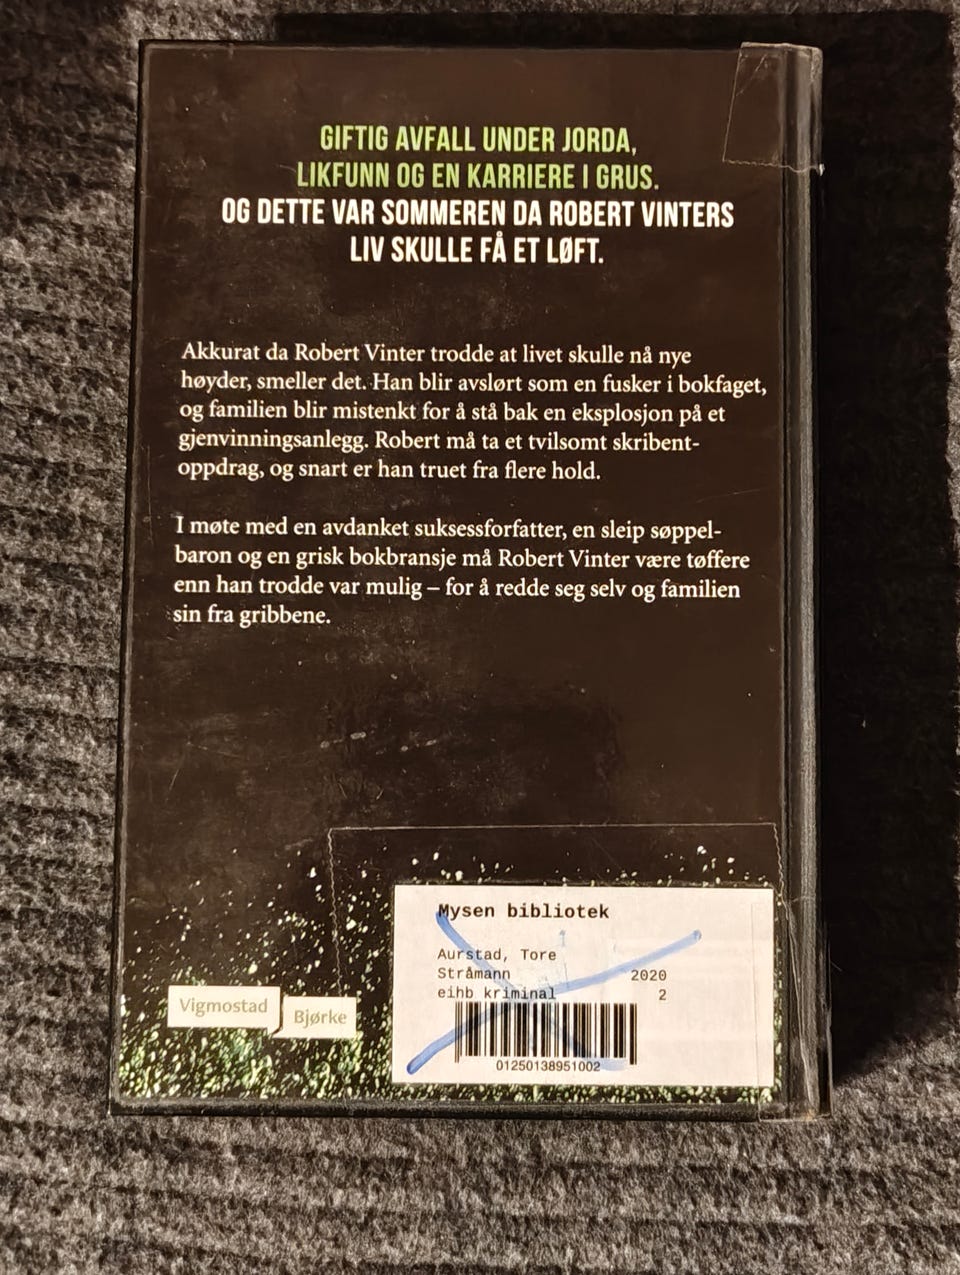 GIFTIG AVFALL UNDER JORDA,
LIKFUNN OG EN KARRIERE I GRUS.
OG DETTE VAR SOMMEREN DA ROBERT VINTERS
LIV SKULLE FÅ ET LØFT.
Akkurat da Robert Vinter trodde at livet skulle nå nye
høyder, smeller det. Han blir avslørt som en fusker i bokfaget,
og familien blir mistenkt for å stå bak en eksplosjon på et
gjenvinningsanlegg. Robert må ta et tvilsomt skribent-
oppdrag, og snart er han truet fra flere hold.
I møte med en avdanket suksessforfatter, en sleip søppel-
baron og en grisk bokbransje må Robert Vinter være tøffere
enn han trodde var mulig – for å redde seg selv og familien
sin fra gribbene.
Mysen bibliotek
Aurstad, Tore
Stråmann 2020
eihb kriminal 2
01250138951002
Vigmostad
Bjørke